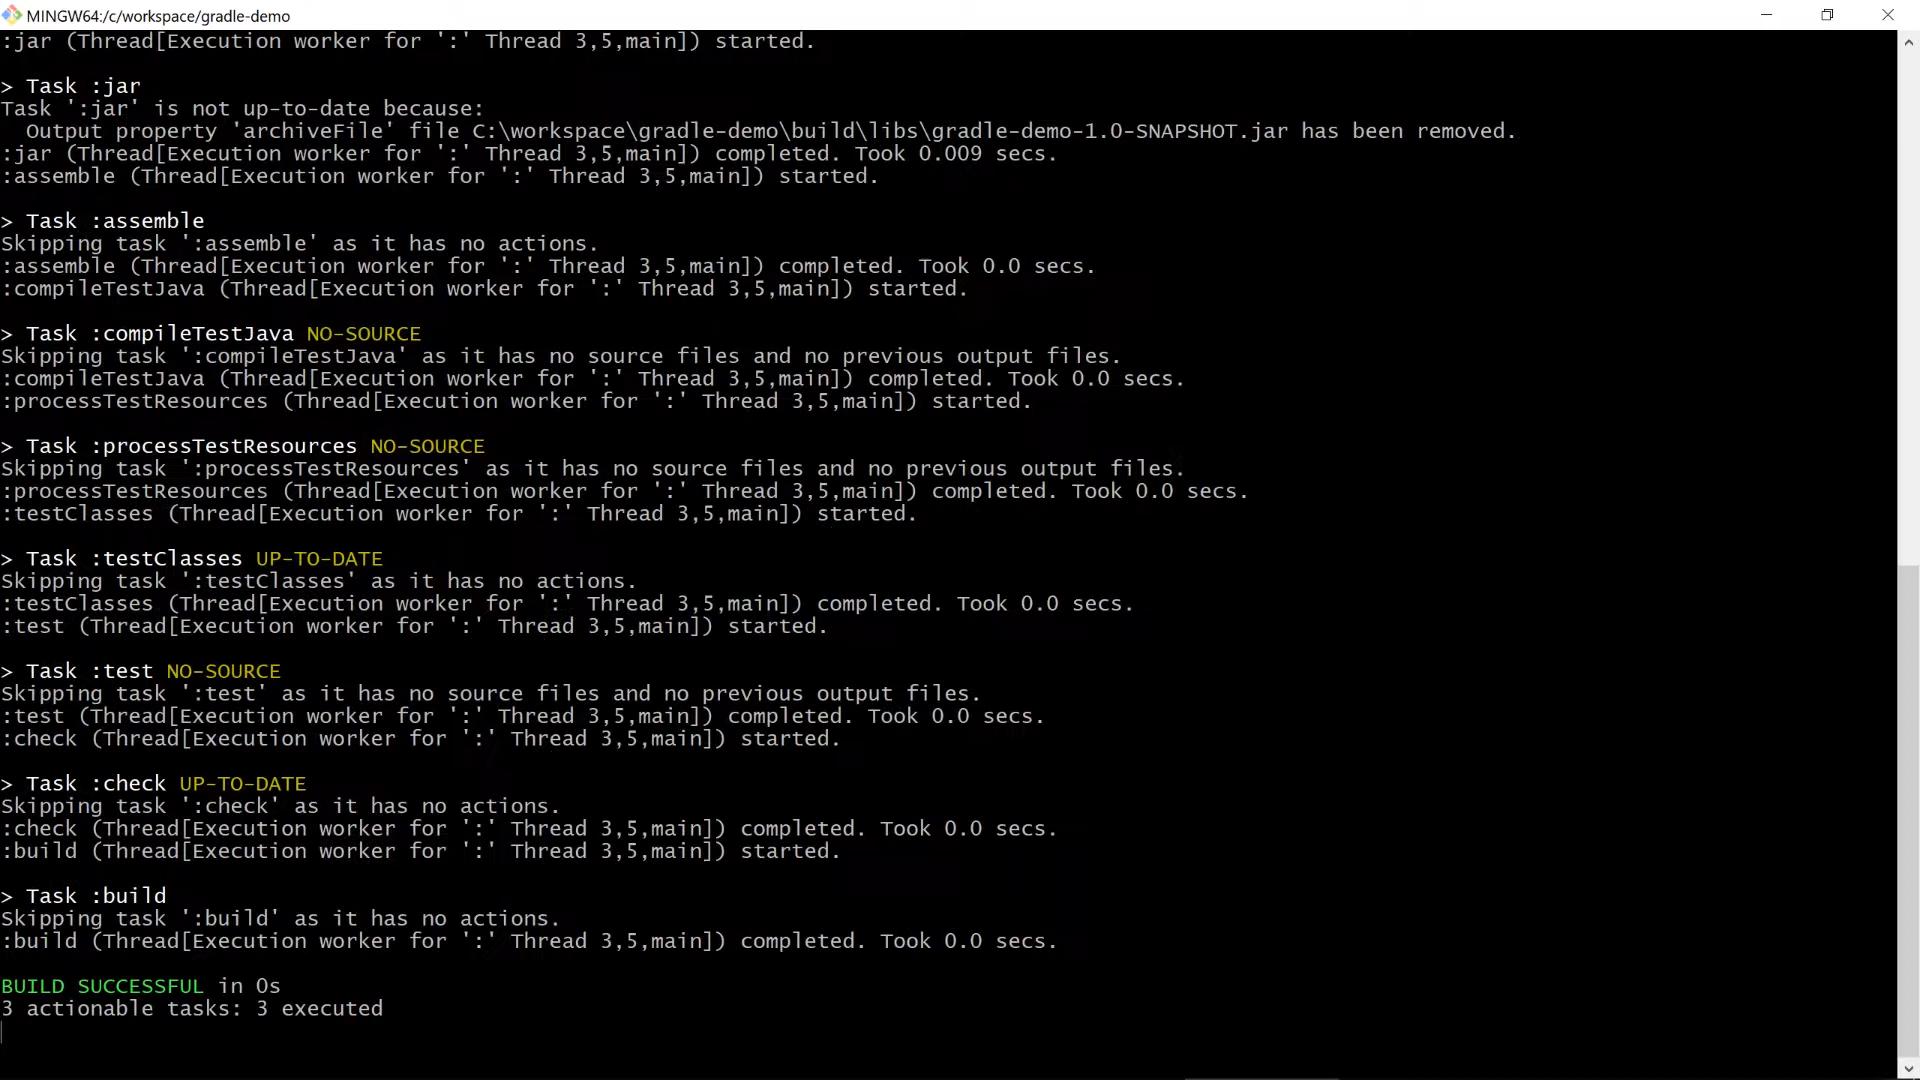 MINGW64:/c/workspace/gradle-demo
:jar (Thread[Execution worker for ':' Thread 3,5,main]) started.
> Task :jar
Task ':jar' is not up-to-date because:
Output property 'archiveFile' file C:\workspace\gradle-demo\build\libs\gradle-demo-1.0-SNAPSHOT.jar has been removed.
:jar (Thread[Execution worker for ':' Thread 3,5,main]) completed. Took 0.009 secs.
:assemble (Thread[Execution worker for ':' Thread 3,5,main]) started.
> Task :assemble
Skipping task ':assemble' as it has no actions.
:assemble (Thread[Execution worker for ':' Thread 3,5,main]) completed. Took 0.0 secs.
:compileTestJava (Thread[Execution worker for ':' Thread 3,5,main]) started.
> Task :compileTestJava NO-SOURCE
Skipping task ':compileTestJava' as it has no source files and no previous output files.
:compileTestJava (Thread[Execution worker for ':' Thread 3,5,main]) completed. Took 0.0 secs.
:processTestResources (Thread[Execution worker for ':' Thread 3,5,main]) started.
> Task :processTestResources NO-SOURCE
Skipping task ':processTestResources' as it has no source files and no previous output files.
:processTestResources (Thread[Execution worker for ':' Thread 3,5,main]) completed. Took 0.0 secs.
:testClasses (Thread[Execution worker for ':' Thread 3,5,main]) started.
> Task :testClasses UP-TO-DATE
Skipping task ':testClasses' as it has no actions.
:testClasses (Thread[Execution worker for ':' Thread 3,5,main]) completed. Took 0.0 secs.
:test (Thread[Execution worker for ':' Thread 3,5,main]) started.
> Task :test NO-SOURCE
Skipping task ':test' as it has no source files and no previous output files.
:test (Thread[Execution worker for ':' Thread 3,5,main]) completed. Took 0.0 secs.
:check (Thread[Execution worker for ':' Thread 3,5,main]) started.
> Task :check UP-TO-DATE
Skipping task ':check' as it has no actions.
:check (Thread[Execution worker for ':' Thread 3,5,main]) completed. Took 0.0 secs.
:build (Thread[Execution worker for ':' Thread 3,5,main]) started.
> Task :build
Skipping task ':build' as it has no actions.
:build (Thread[Execution worker for ':' Thread 3,5,main]) completed. Took 0.0 secs.
BUILD SUCCESSFUL in 0s
3 actionable tasks: 3 executed